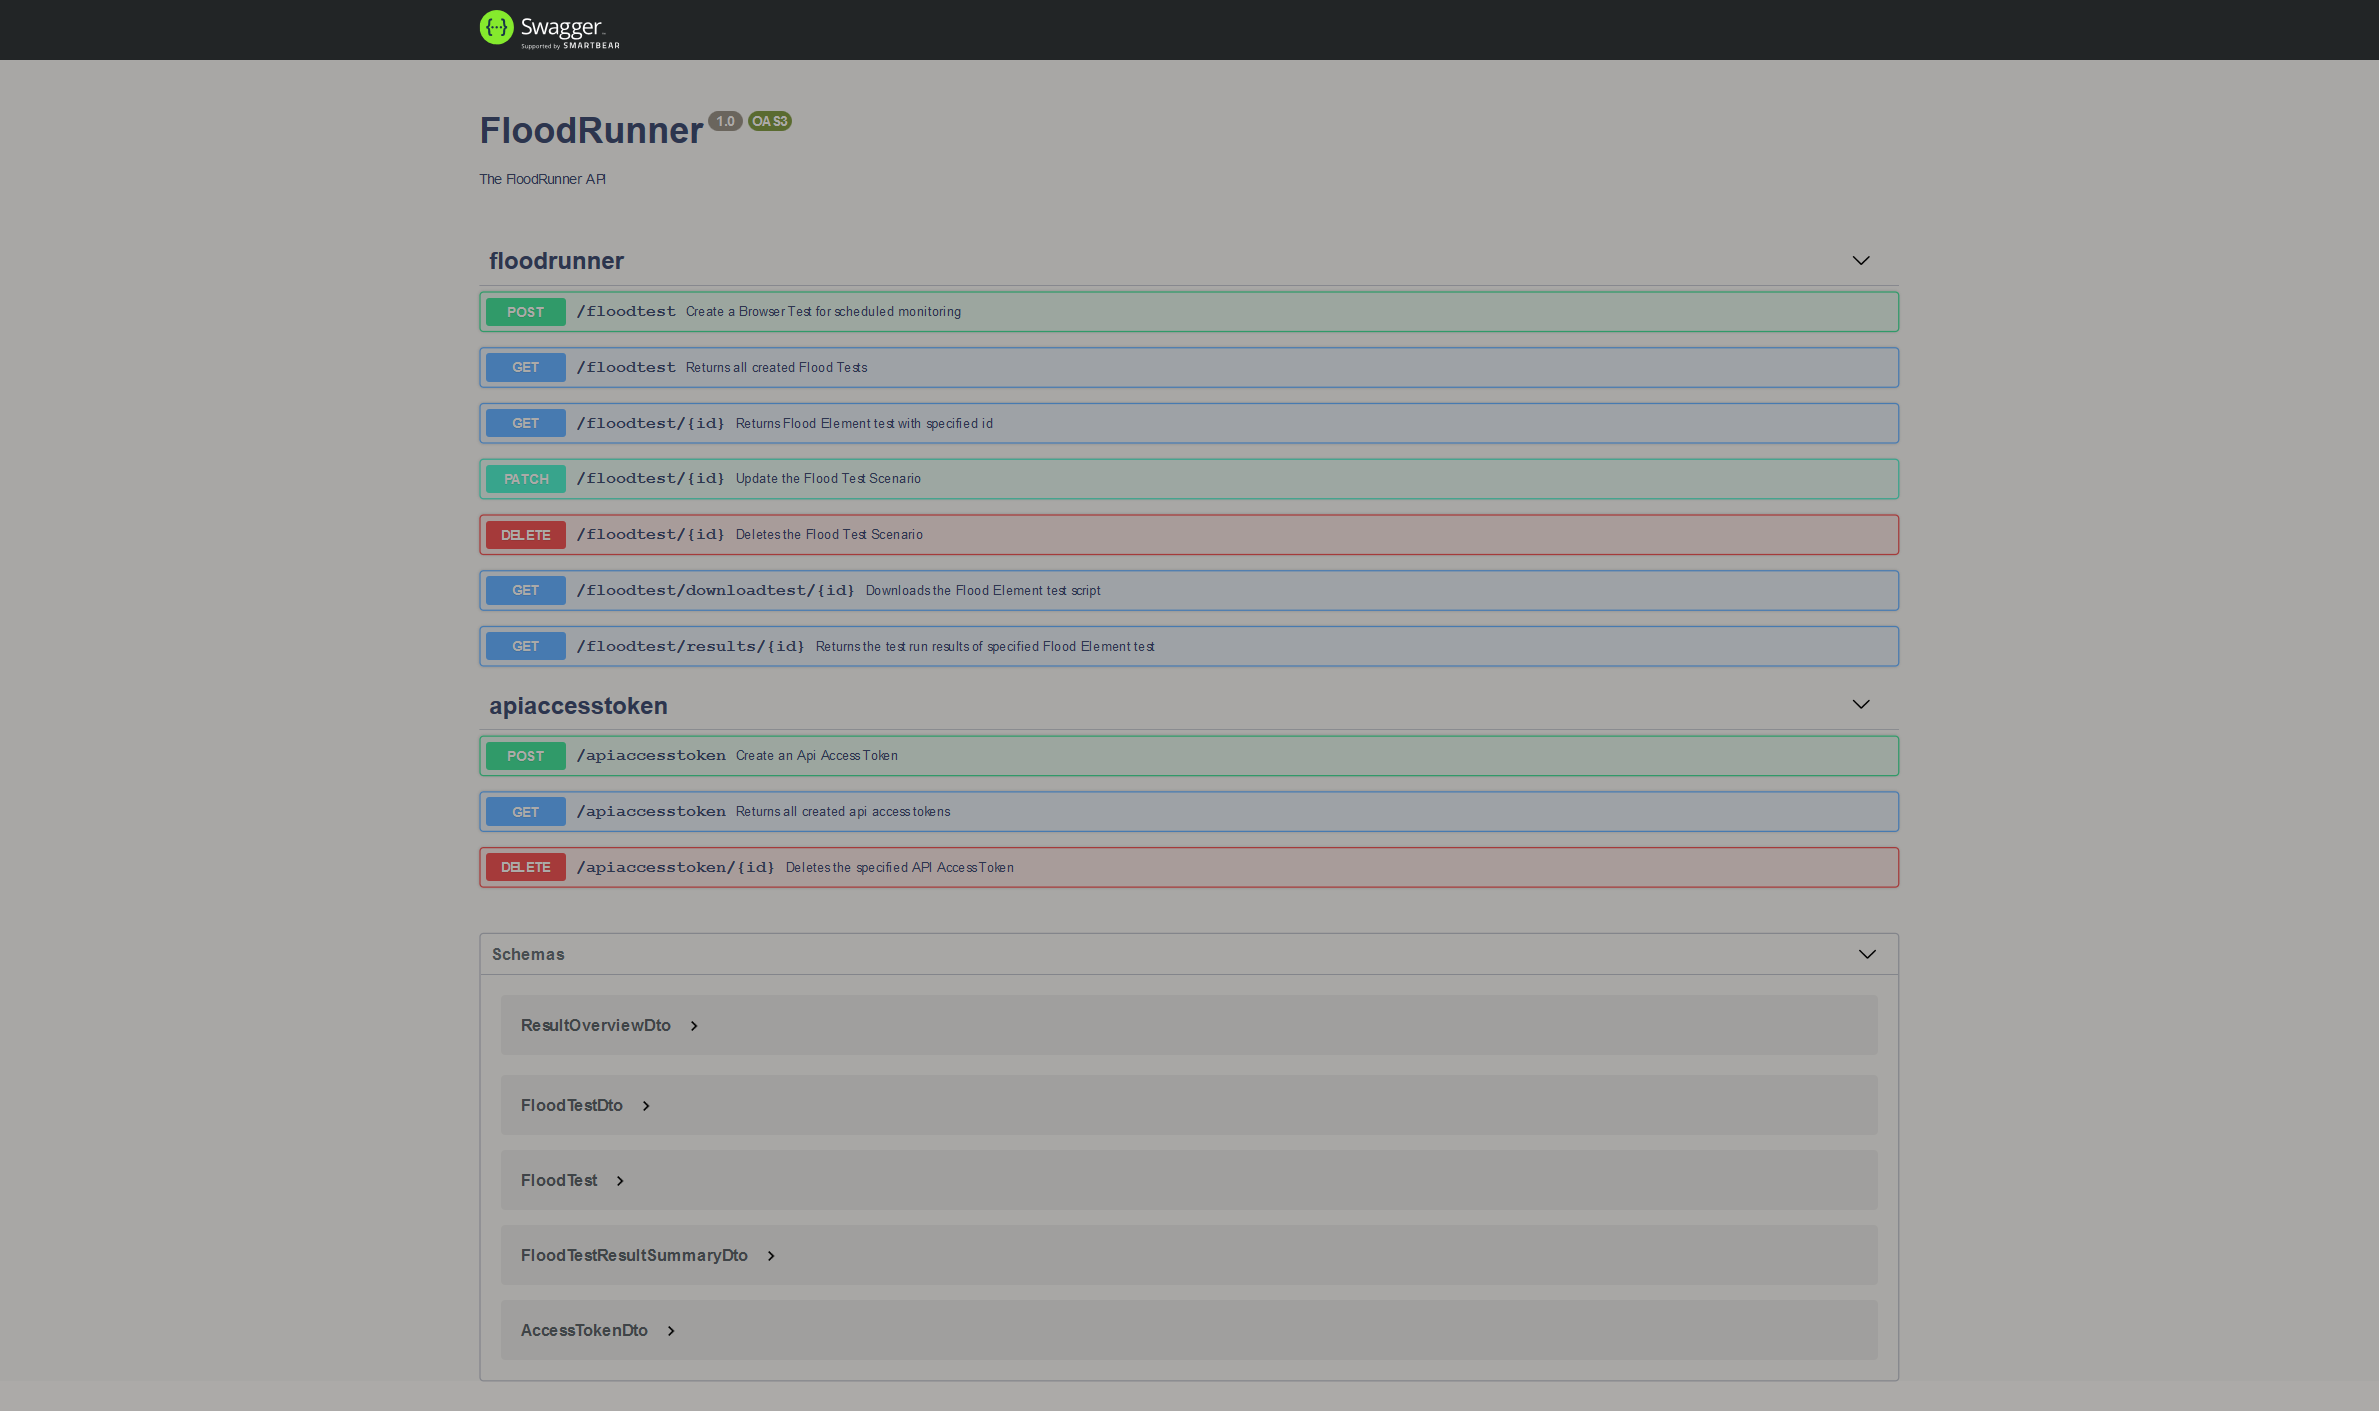 Swagger
Supported by SMARTBEAR
FloodRunner 1.0 OAS3
The FloodRunner API
floodrunner
POST /floodtest Create a Browser Test for scheduled monitoring
GET /floodtest Returns all created Flood Tests
GET /floodtest/{id} Returns Flood Element test with specified id
PATCH /floodtest/{id} Update the Flood Test Scenario
DELETE /floodtest/{id} Deletes the Flood Test Scenario
GET /floodtest/downloadtest/{id} Downloads the Flood Element test script
GET /floodtest/results/{id} Returns the test run results of specified Flood Element test
apiaccesstoken
POST /apiaccesstoken Create an Api Access Token
GET /apiaccesstoken Returns all created api access tokens
DELETE /apiaccesstoken/{id} Deletes the specified API Access Token
Schemas
ResultOverviewDto
FloodTestDto
FloodTest
FloodTestResultSummaryDto
AccessTokenDto